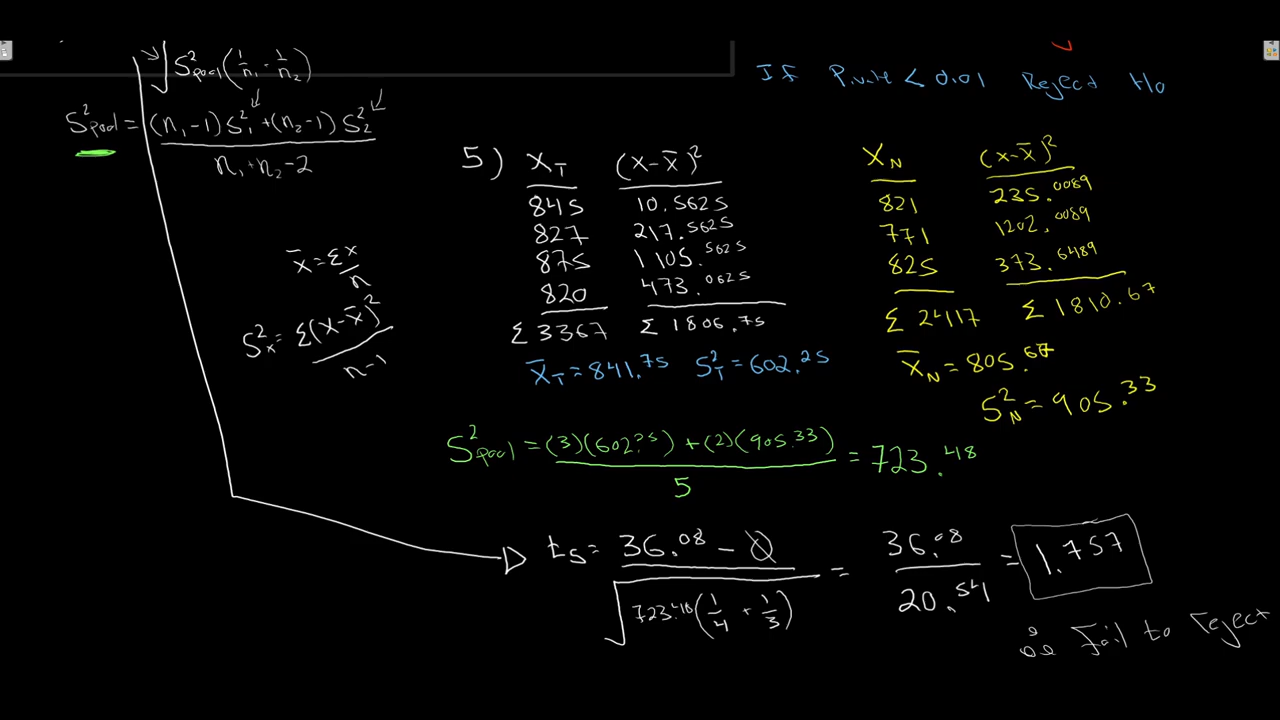 √S²pool(1/n₁ - 1/n₂)
S²pool = (n₁-1)S₁² + (n₂-1)S₂² / n₁+n₂-2
If P.value < 0.01 Reject Ho
x̄ = Σx / n
S²x = Σ(x-x̄)² / n-1
5) X_T (x-x̄)²
845 10.5625
827 217.5625
875 1105.5625
820 473.0625
Σ 3367 Σ 1806.75
X̄_T = 841.75 S²_T = 602.25
X_N (x-x̄)²
821 235.0089
771 1202.0089
825 373.6489
Σ 2417 Σ 1810.67
X̄_N = 805.67
S²_N = 905.33
S²pool = (3)(602.25) + (2)(905.33) / 5 = 723.48
ts = 36.08 - 0 / √723.48(1/4 + 1/3) = 36.08 / 20.54 = 1.757
∴ Fail to reject